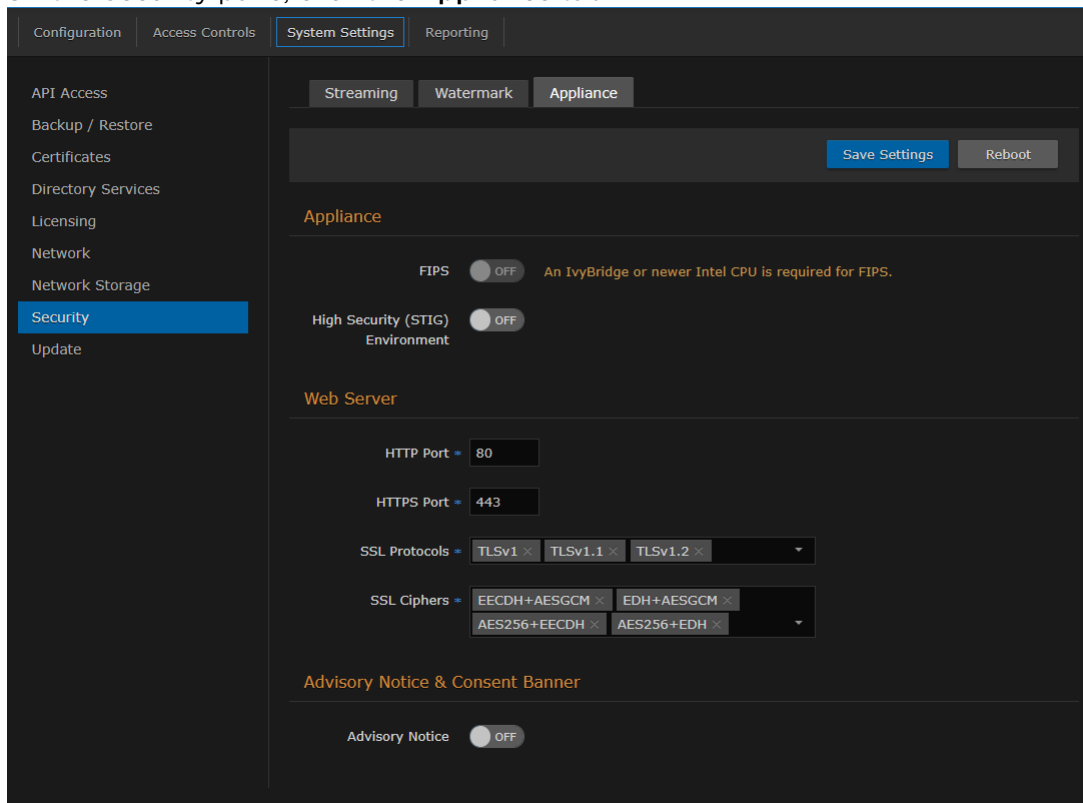 Configuration Access Controls System Settings Reporting
API Access
Backup / Restore
Certificates
Directory Services
Licensing
Network
Network Storage
Security
Update
Streaming Watermark Appliance
Save Settings Reboot
Appliance
FIPS OFF An IvyBridge or newer Intel CPU is required for FIPS.
High Security (STIG) OFF
Environment
Web Server
HTTP Port * 80
HTTPS Port * 443
SSL Protocols * TLSv1 × TLSv1.1 × TLSv1.2 ×
SSL Ciphers * EECDH+AESGCM × EDH+AESGCM ×
AES256+EECDH × AES256+EDH ×
Advisory Notice & Consent Banner
Advisory Notice OFF